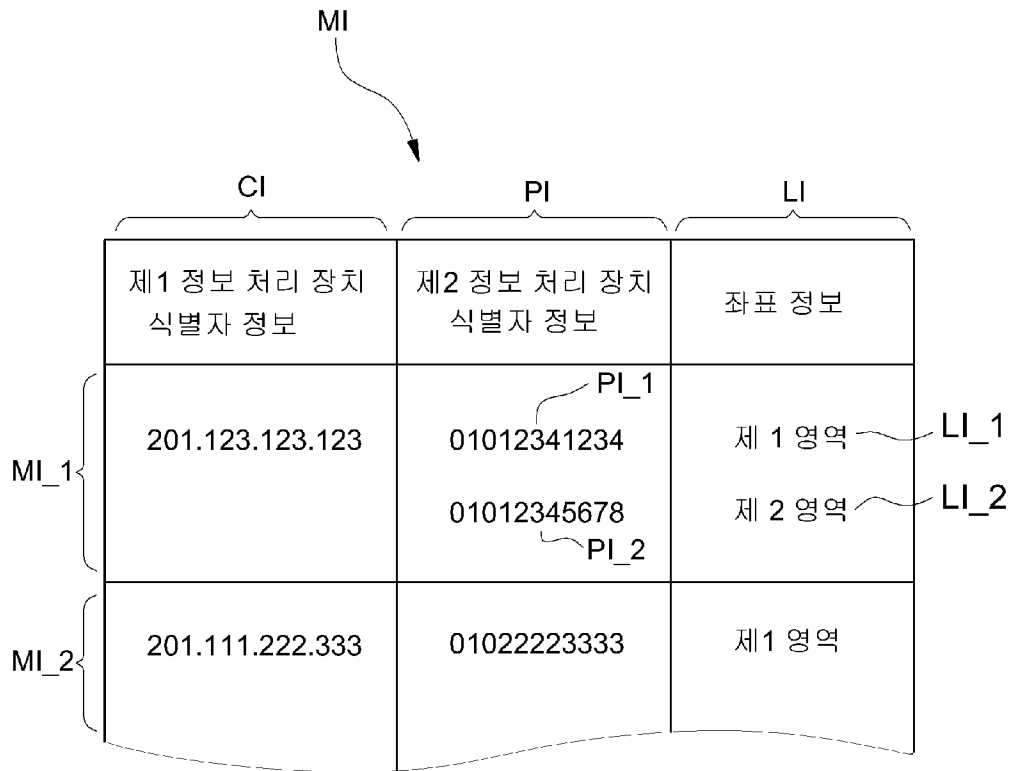 MI
CI
PI
LI
제1 정보 처리 장치
식별자 정보
제2 정보 처리 장치
식별자 정보
좌표 정보
MI_1
201.123.123.123
PI_1
01012341234
제 1 영역
LI_1
01012345678
제 2 영역
LI_2
PI_2
MI_2
201.111.222.333
01022223333
제1 영역